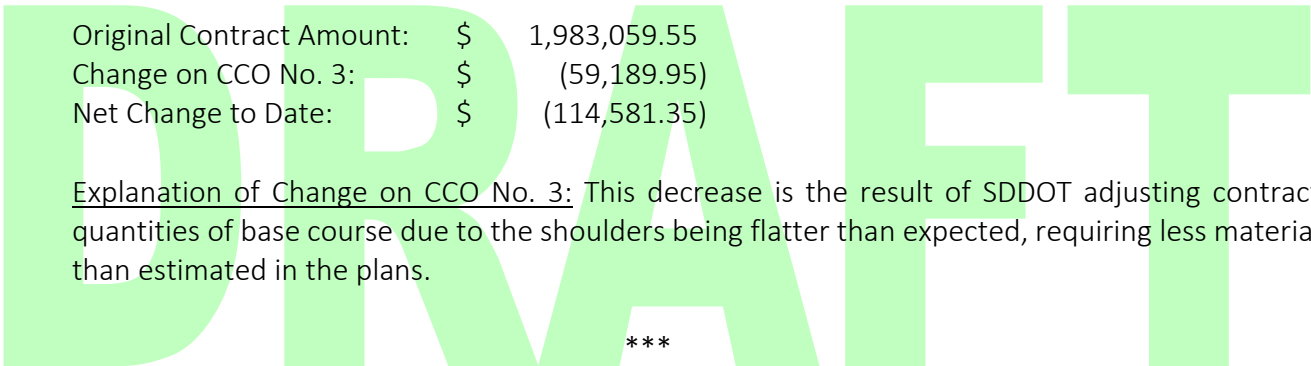 DRAFT
Original Contract Amount: $ 1,983,059.55
Change on CCO No. 3: $ (59,189.95)
Net Change to Date: $ (114,581.35)
Explanation of Change on CCO No. 3: This decrease is the result of SDDOT adjusting contrac
quantities of base course due to the shoulders being flatter than expected, requiring less materia
than estimated in the plans.
***